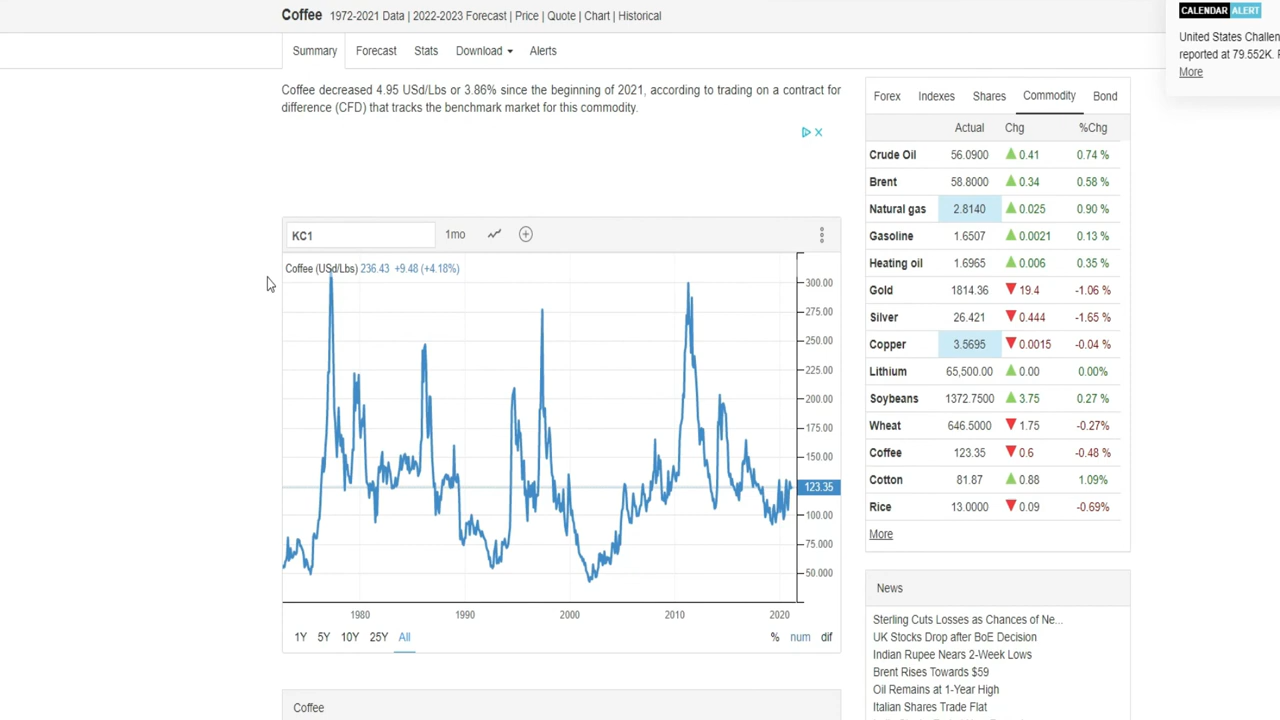 Coffee 1972-2021 Data | 2022-2023 Forecast | Price | Quote | Chart | Historical
CALENDAR ALERT
United States Challen
reported at 79.552K.
More
Summary Forecast Stats Download Alerts
Coffee decreased 4.95 USd/Lbs or 3.86% since the beginning of 2021, according to trading on a contract for
difference (CFD) that tracks the benchmark market for this commodity.
KC1 1mo
Coffee (USd/Lbs) 236.43 +9.48 (+4.18%)
300.00
275.00
250.00
225.00
200.00
175.00
150.00
123.35
100.00
75.000
50.000
1980 1990 2000 2010 2020
1Y 5Y 10Y 25Y All % num dif
Coffee
Forex Indexes Shares Commodity Bond
Actual Chg %Chg
Crude Oil 56.0900 0.41 0.74 %
Brent 58.8000 0.34 0.58 %
Natural gas 2.8140 0.025 0.90 %
Gasoline 1.6507 0.0021 0.13 %
Heating oil 1.6965 0.006 0.35 %
Gold 1814.36 19.4 -1.06 %
Silver 26.421 0.444 -1.65 %
Copper 3.5695 0.0015 -0.04 %
Lithium 65,500.00 0.00 0.00%
Soybeans 1372.7500 3.75 0.27 %
Wheat 646.5000 1.75 -0.27%
Coffee 123.35 0.6 -0.48 %
Cotton 81.87 0.88 1.09%
Rice 13.0000 0.09 -0.69%
More
News
Sterling Cuts Losses as Chances of Ne...
UK Stocks Drop after BoE Decision
Indian Rupee Nears 2-Week Lows
Brent Rises Towards $59
Oil Remains at 1-Year High
Italian Shares Trade Flat